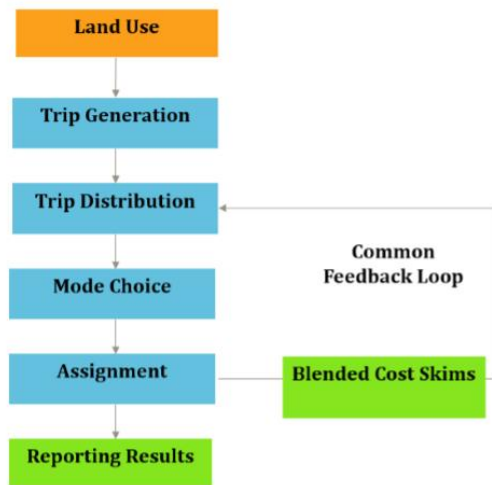 Land Use
Trip Generation
Trip Distribution
Common
Feedback Loop
Mode Choice
Assignment
Blended Cost Skims
Reporting Results